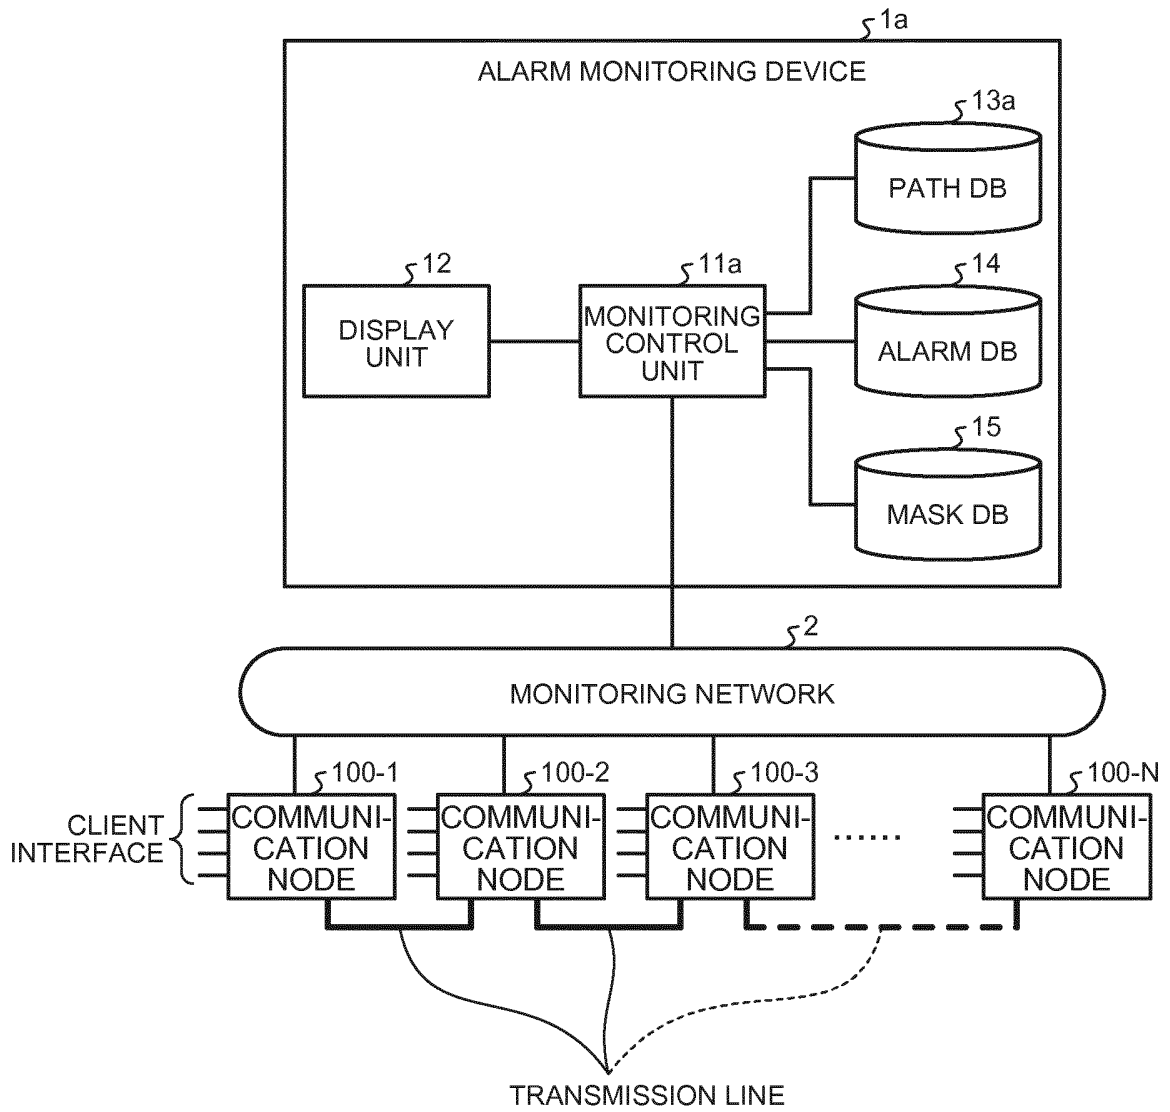 1a
ALARM MONITORING DEVICE
13a
PATH DB
12
DISPLAY
UNIT
11a
MONITORING
CONTROL
UNIT
14
ALARM DB
15
MASK DB
2
MONITORING NETWORK
100-1
100-2
100-3
100-N
CLIENT
INTERFACE
COMMUNI-
CATION
NODE
COMMUNI-
CATION
NODE
COMMUNI-
CATION
NODE
......
COMMUNI-
CATION
NODE
TRANSMISSION LINE